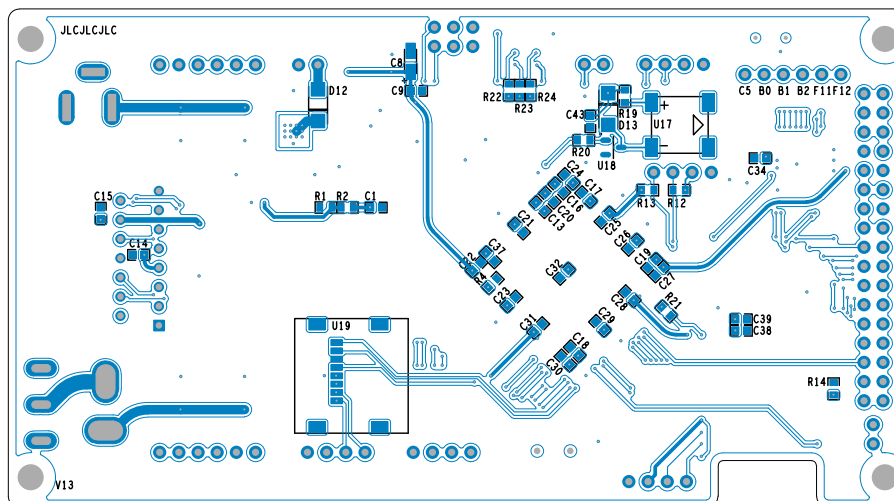 JLCJLCJLC
C8
D12
C9
R22
R24
R23
C43
R19
D13
U17
+
−
C5 B0 B1 B2 F11 F12
R20
U18
C34
C24
C17
C16
C20
C13
R13
R12
C15
R1
R2
C1
C14
C21
C25
C26
C37
C32
C19
C23
C28
R21
C31
C29
C39
C38
U19
C18
C30
R14
V13